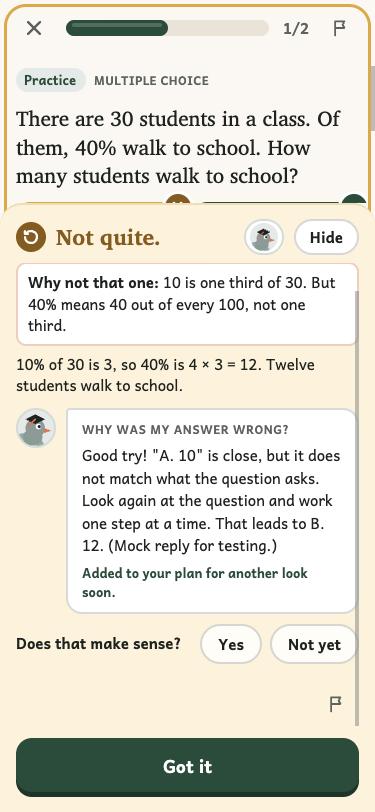 1/2
Practice MULTIPLE CHOICE
There are 30 students in a class. Of
them, 40% walk to school. How
many students walk to school?
Not quite.
Hide
Why not that one: 10 is one third of 30. But
40% means 40 out of every 100, not one
third.
10% of 30 is 3, so 40% is 4 × 3 = 12. Twelve
students walk to school.
WHY WAS MY ANSWER WRONG?
Good try! "A. 10" is close, but it does
not match what the question asks.
Look again at the question and work
one step at a time. That leads to B.
12. (Mock reply for testing.)
Added to your plan for another look
soon.
Does that make sense? Yes Not yet
Got it